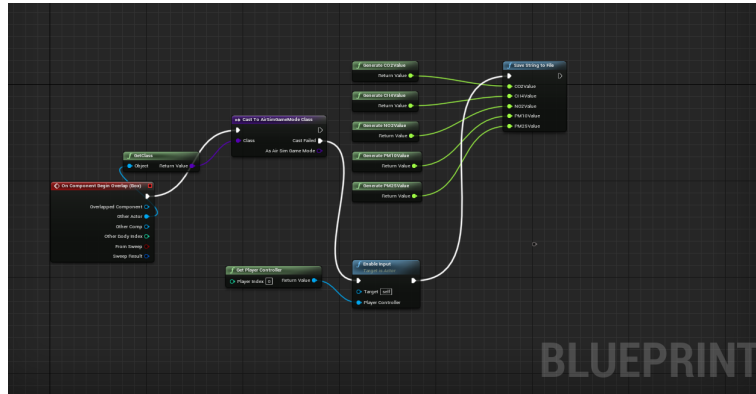 Generate CO2Value
Return Value
Generate CH4Value
Return Value
Generate NO2Value
Return Value
Generate PM10Value
Return Value
Generate PM25Value
Return Value
Save String to File
CO2Value
CH4Value
NO2Value
PM10Value
PM25Value
Cast To AirSimGameMode Class
Cast Failed
Class
As Air Sim Game Mode
GetClass
Object Return Value
On Component Begin Overlap (Box)
Overlapped Component
Other Actor
Other Comp
Other Body Index
From Sweep
Sweep Result
Get Player Controller
Player Index 0 Return Value
Enable Input
Target is Actor
Target self
Player Controller
BLUEPRINT